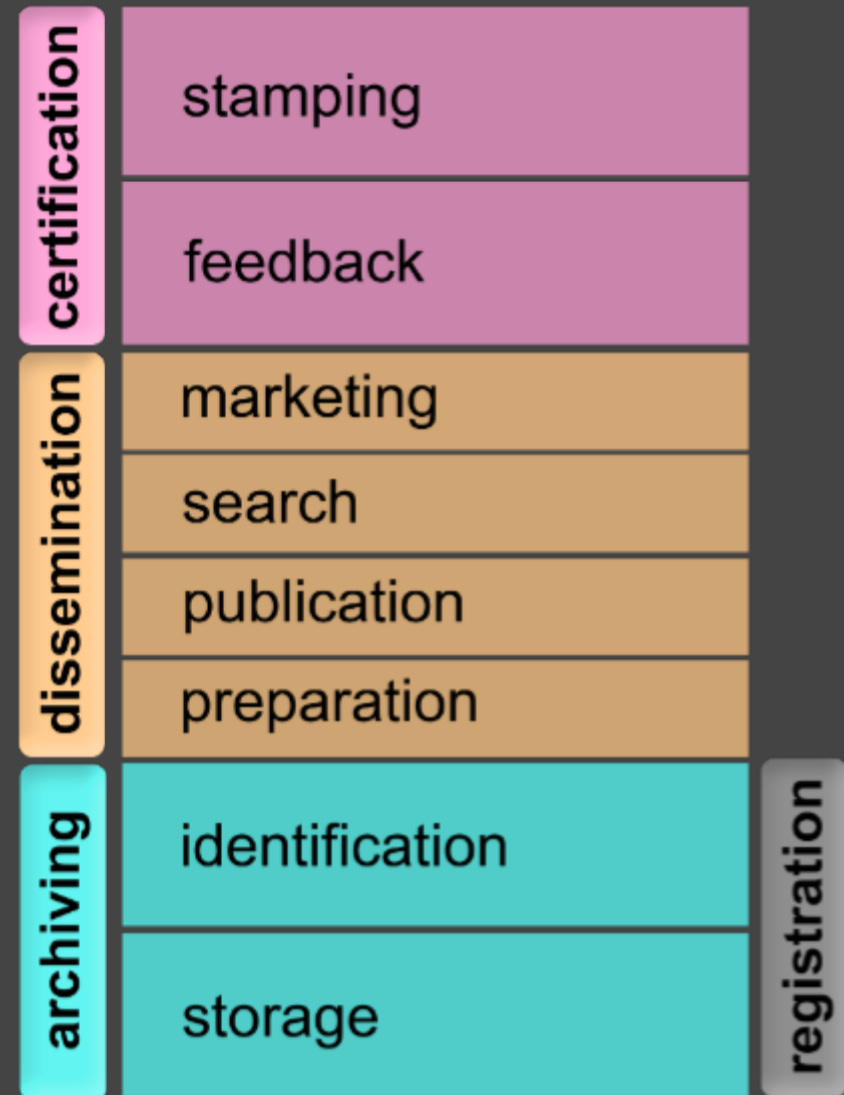 certification
stamping
feedback
dissemination
marketing
search
publication
preparation
archiving
identification
storage
registration